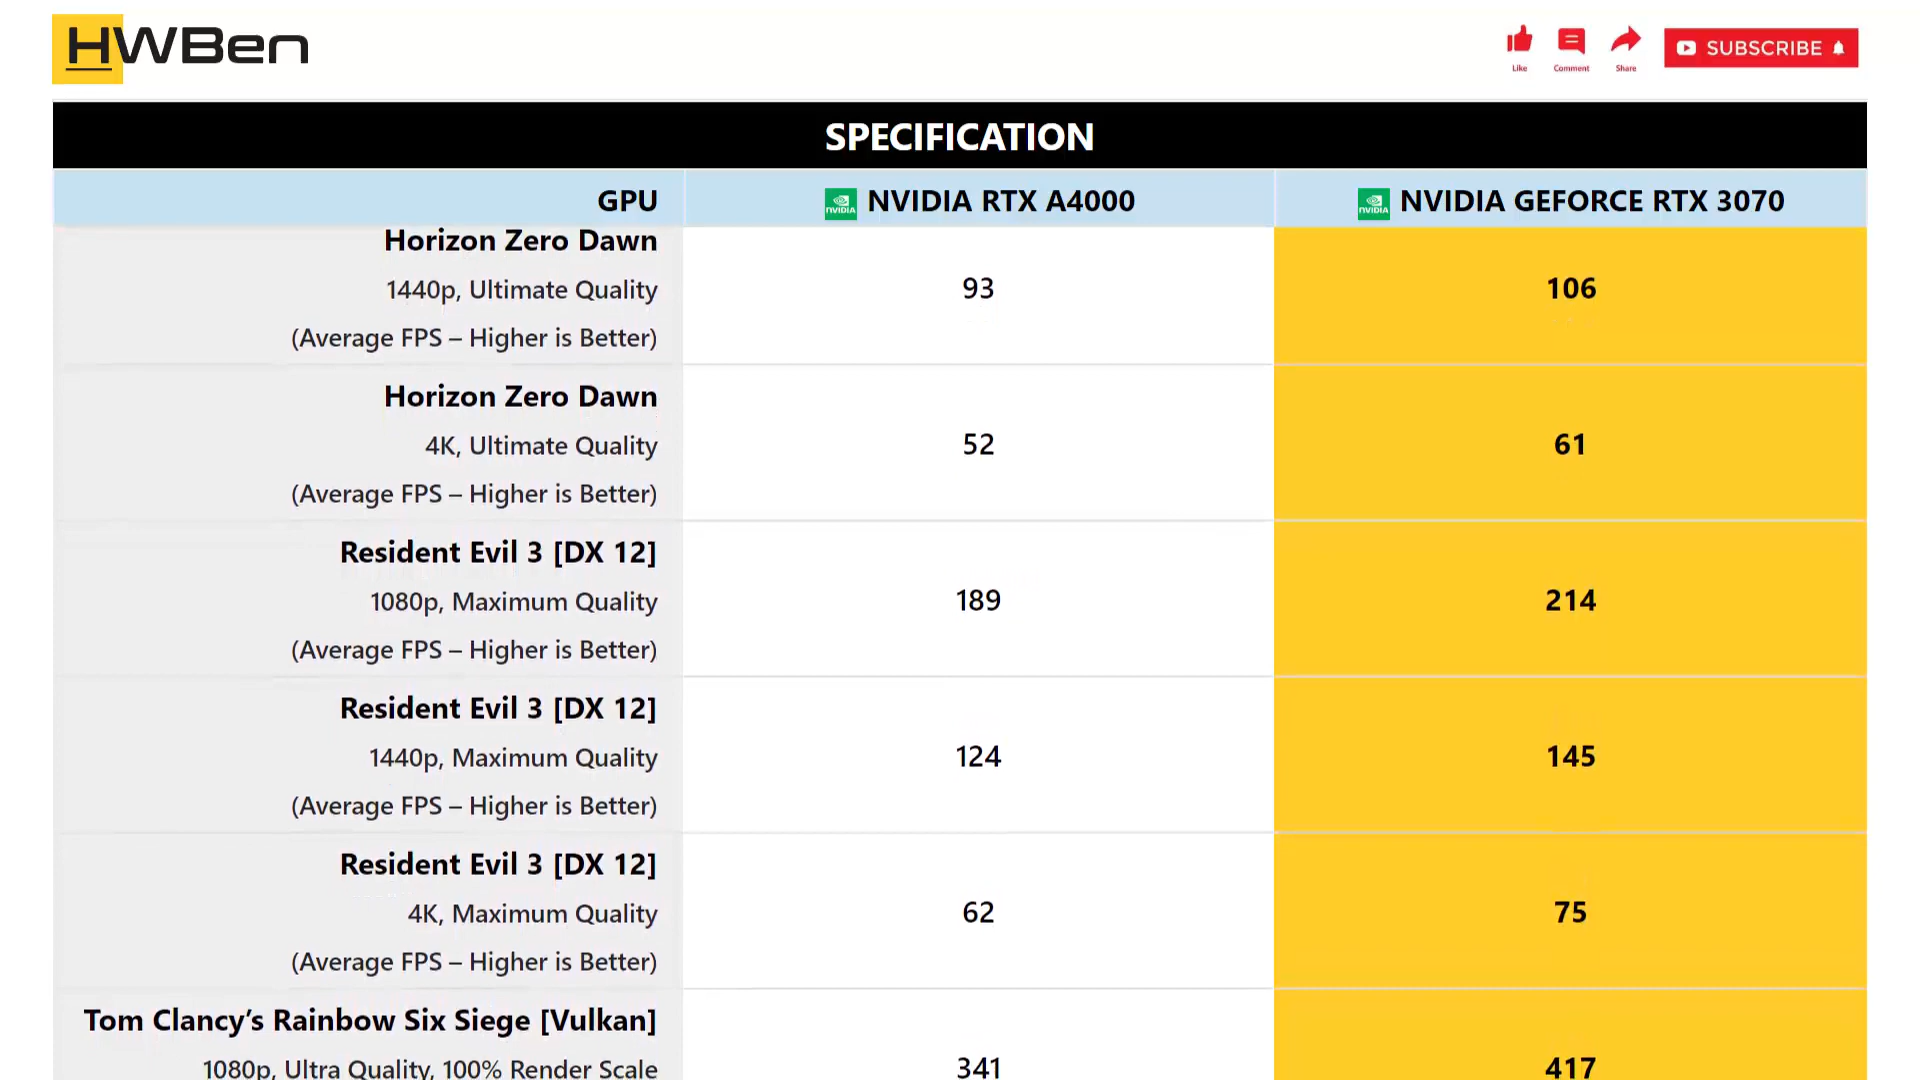 HWBen
Like
Comment
Share
SUBSCRIBE
SPECIFICATION
GPU
NVIDIA NVIDIA RTX A4000
NVIDIA NVIDIA GEFORCE RTX 3070
Horizon Zero Dawn
1440p, Ultimate Quality
(Average FPS – Higher is Better)
93
106
Horizon Zero Dawn
4K, Ultimate Quality
(Average FPS – Higher is Better)
52
61
Resident Evil 3 [DX 12]
1080p, Maximum Quality
(Average FPS – Higher is Better)
189
214
Resident Evil 3 [DX 12]
1440p, Maximum Quality
(Average FPS – Higher is Better)
124
145
Resident Evil 3 [DX 12]
4K, Maximum Quality
(Average FPS – Higher is Better)
62
75
Tom Clancy’s Rainbow Six Siege [Vulkan]
1080p, Ultra Quality, 100% Render Scale
341
417